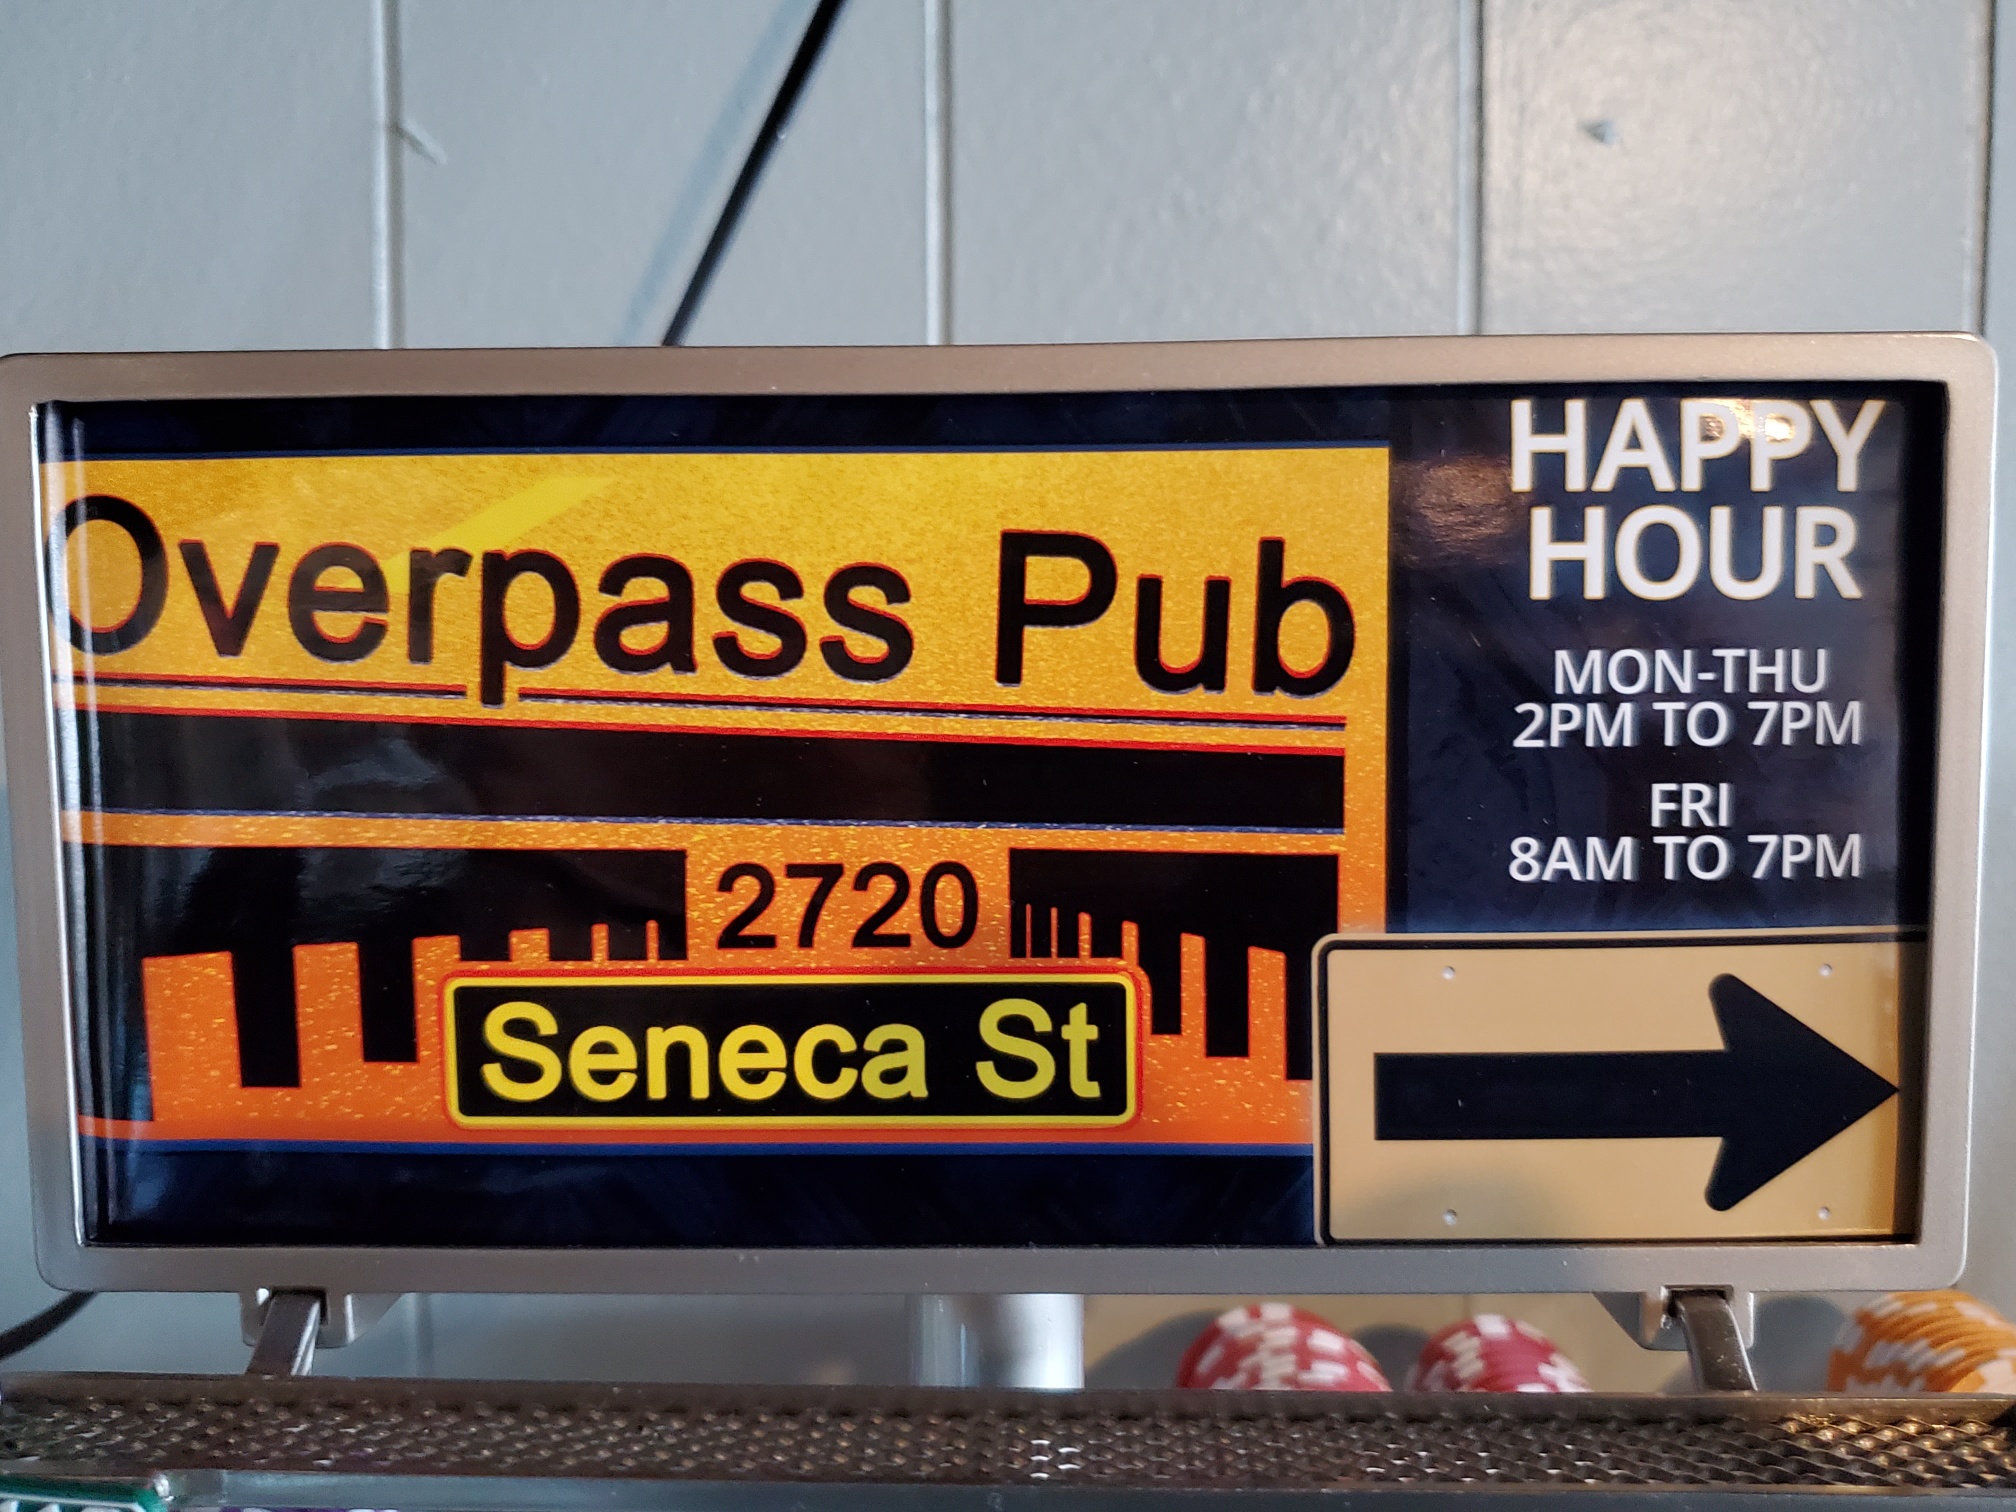 Overpass Pub
2720
Seneca St
HAPPY
HOUR
MON-THU
2PM TO 7PM
FRI
8AM TO 7PM